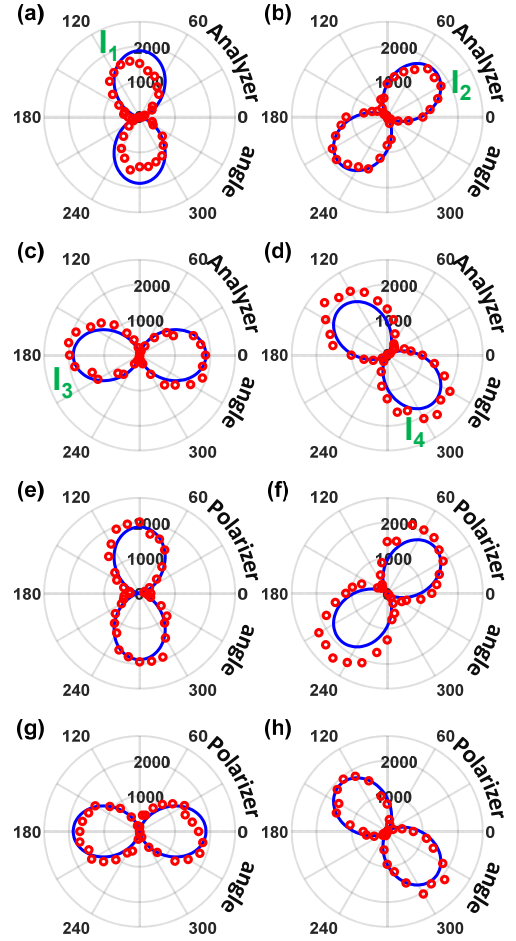 (a) 120 60 (b) 120 60
I1 2000 Analyzer 2000 Analyzer
1000 1000 I2
180 0 180 0
angle angle
240 300 240 300
(c) 120 60 (d) 120 60
2000 Analyzer 2000 Analyzer
1000 1000
180 0 180 0
I3 angle angle
I4
240 300 240 300
(e) 120 60 (f) 120 60
2000 Polarizer 2000 Polarizer
1000 1000
180 0 180 0
angle angle
240 300 240 300
(g) 120 60 (h) 120 60
2000 Polarizer 2000 Polarizer
1000 1000
180 0 180 0
angle angle
240 300 240 300